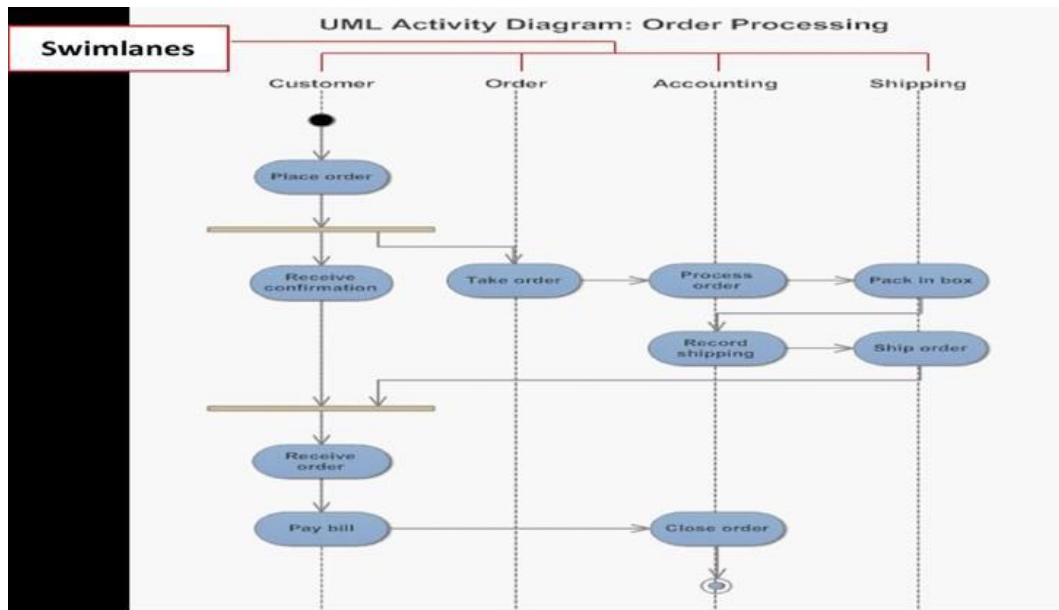 UML Activity Diagram: Order Processing
Swimlanes
Customer
Order
Accounting
Shipping
Place order
Receive
confirmation
Take order
Process
order
Pack in box
Record
shipping
Ship order
Receive
order
Pay bill
Close order